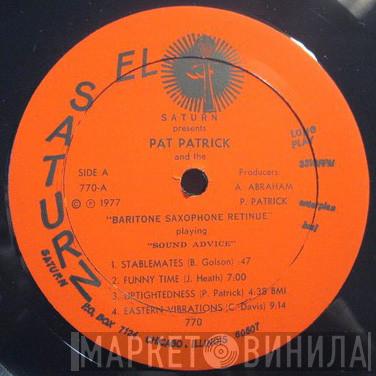 EL
SATURN
SATURN
SATURN
presents
PAT PATRICK
and the
LONG
PLAY
33⅓RPM
SIDE A
770-A
© ℗ 1977
Producers:
A. ABRAHAM
P. PATRICK
enterplan
bmi
"BARITONE SAXOPHONE RETINUE"
playing
"SOUND ADVICE"
1. STABLEMATES (B. Golson) :47
2. FUNNY TIME (J. Heath) 7:00
3. UPTIGHTEDNESS (P. Patrick) 4.38 BMI
4. EASTERN VIBRATIONS (C. Davis) 9.14
770
P.O. BOX 7124 CHICAGO, ILLINOIS 60607
МАРКЕТ ВИНИЛА